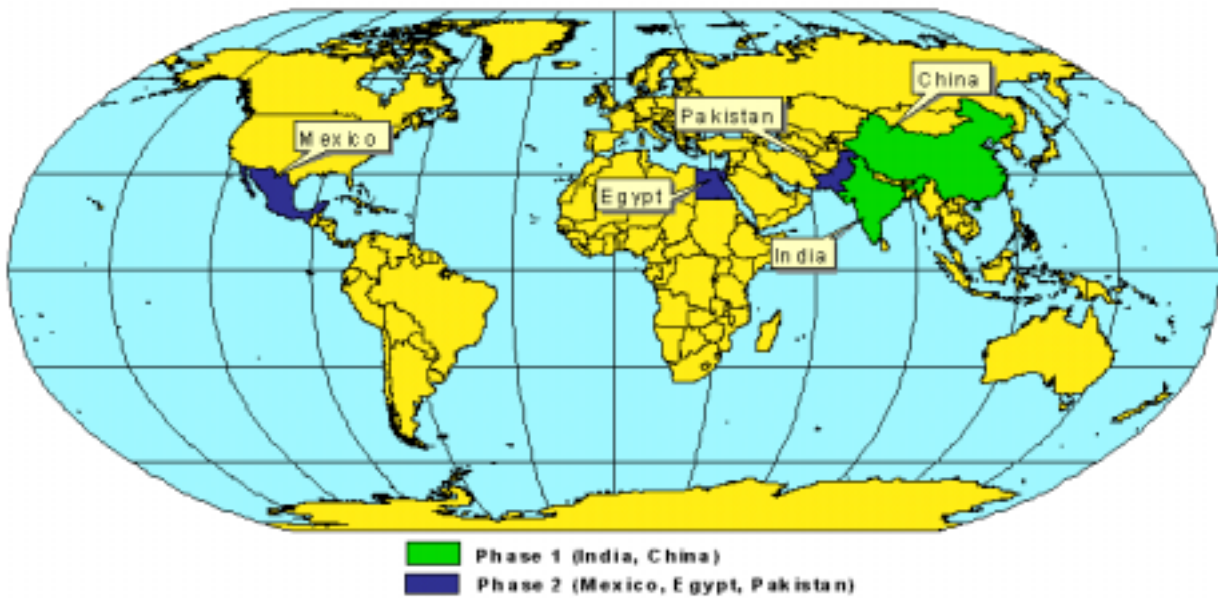 China
Pakistan
Mexico
Egypt
India
Phase 1 (India, China)
Phase 2 (Mexico, Egypt, Pakistan)